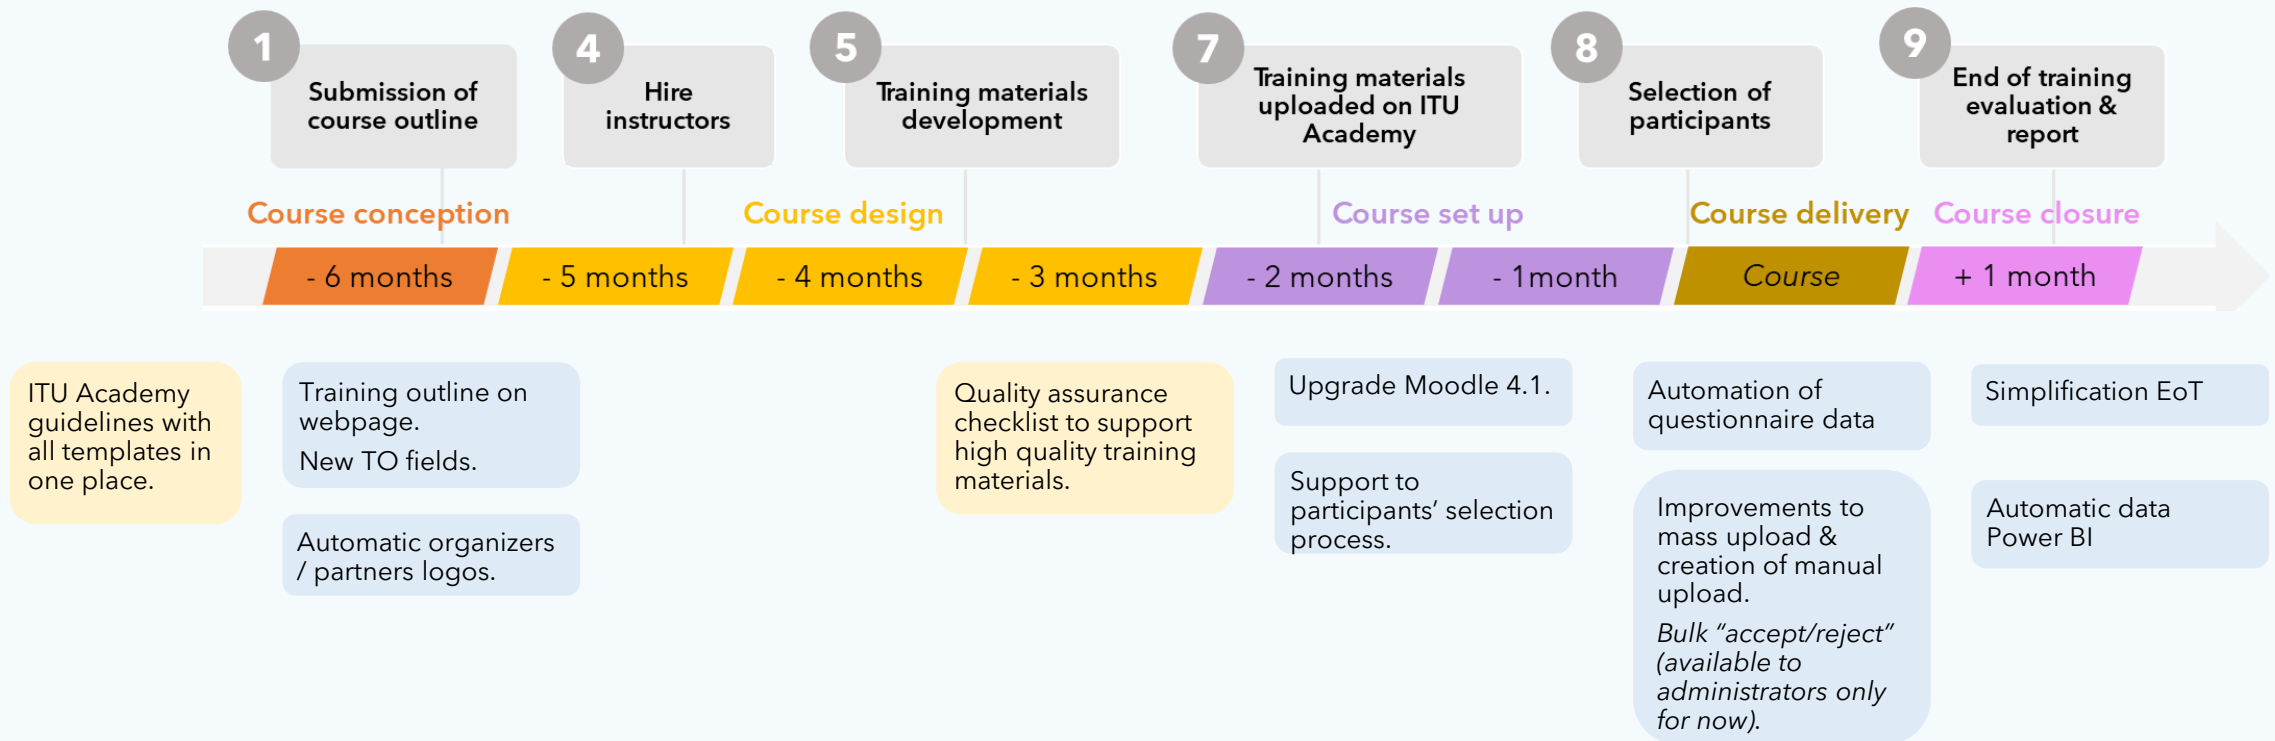 1
Submission of
course outline
4
Hire
instructors
5
Training materials
development
7
Training materials
uploaded on ITU
Academy
8
Selection of
participants
9
End of training
evaluation &
report
Course conception
Course design
Course set up
Course delivery
Course closure
- 6 months
- 5 months
- 4 months
- 3 months
- 2 months
- 1month
Course
+ 1 month
ITU Academy
guidelines with
all templates in
one place.
Training outline on
webpage.
New TO fields.
Automatic organizers
/ partners logos.
Quality assurance
checklist to support
high quality training
materials.
Upgrade Moodle 4.1.
Support to
participants’ selection
process.
Automation of
questionnaire data
Improvements to
mass upload &
creation of manual
upload.
Bulk “accept/reject”
(available to
administrators only
for now).
Simplification EoT
Automatic data
Power BI